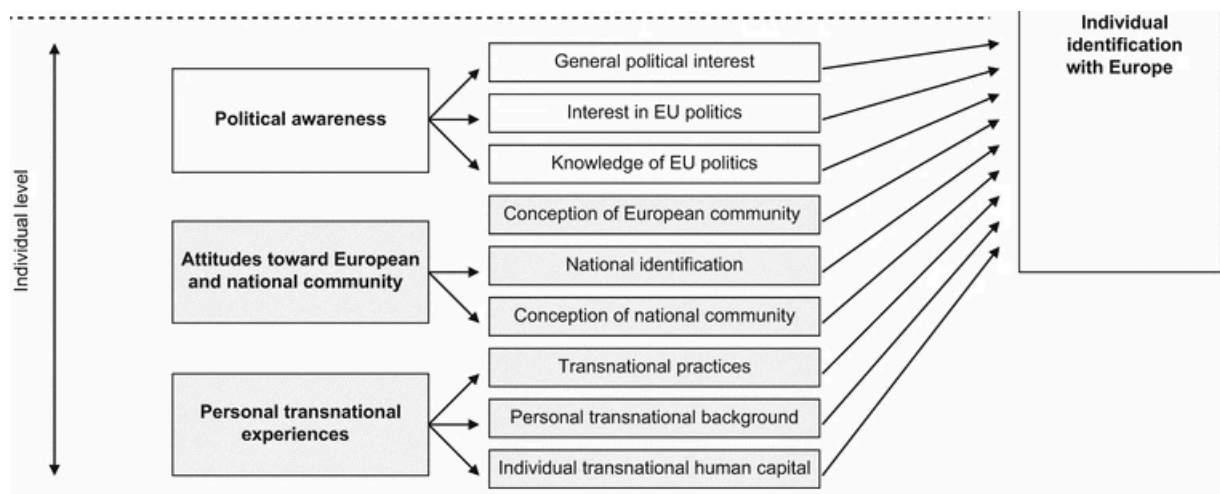 Individual
identification
with Europe
Individual level
Political awareness
General political interest
Interest in EU politics
Knowledge of EU politics
Attitudes toward European
and national community
Conception of European community
National identification
Conception of national community
Personal transnational
experiences
Transnational practices
Personal transnational background
Individual transnational human capital